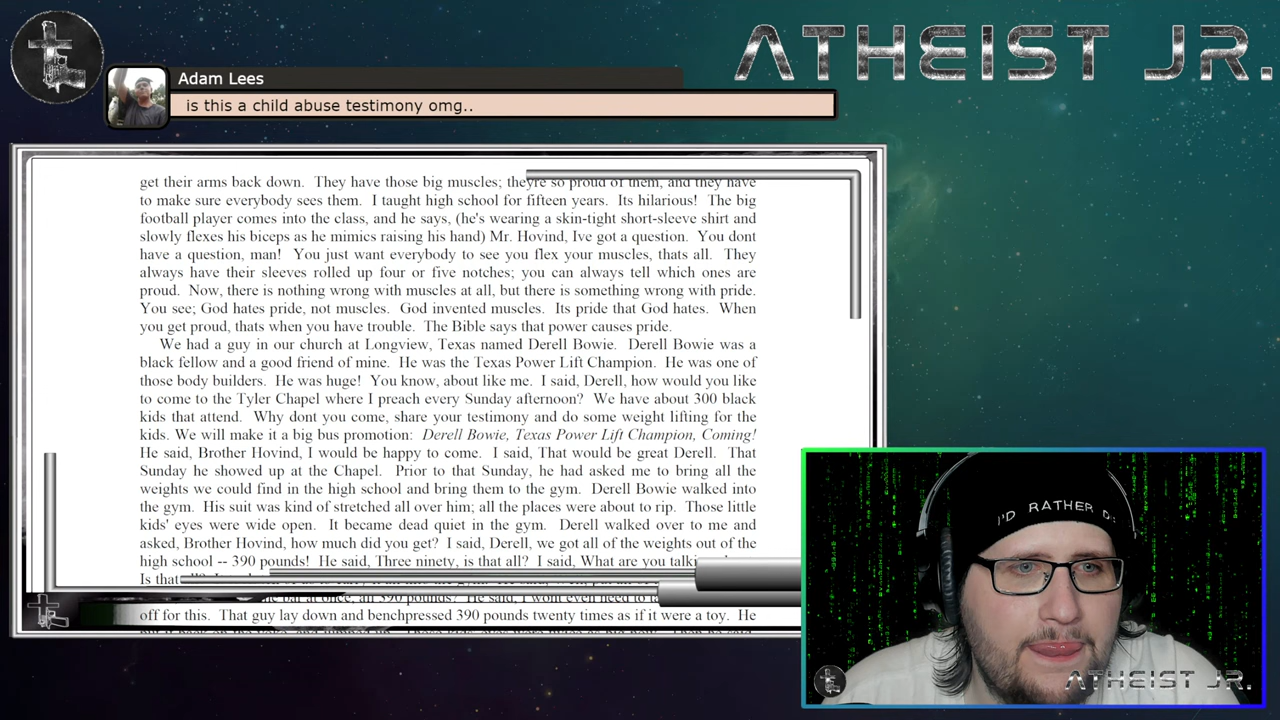 ATHEIST JR.
Adam Lees
is this a child abuse testimony omg..
get their arms back down. They have those big muscles; theyre so proud of them, and they have
to make sure everybody sees them. I taught high school for fifteen years. Its hilarious! The big
football player comes into the class, and he says, (he's wearing a skin-tight short-sleeve shirt and
slowly flexes his biceps as he mimics raising his hand) Mr. Hovind, Ive got a question. You dont
have a question, man! You just want everybody to see you flex your muscles, thats all. They
always have their sleeves rolled up four or five notches; you can always tell which ones are
proud. Now, there is nothing wrong with muscles at all, but there is something wrong with pride.
You see; God hates pride, not muscles. God invented muscles. Its pride that God hates. When
you get proud, thats when you have trouble. The Bible says that power causes pride.
We had a guy in our church at Longview, Texas named Derell Bowie. Derell Bowie was a
black fellow and a good friend of mine. He was the Texas Power Lift Champion. He was one of
those body builders. He was huge! You know, about like me. I said, Derell, how would you like
to come to the Tyler Chapel where I preach every Sunday afternoon? We have about 300 black
kids that attend. Why dont you come, share your testimony and do some weight lifting for the
kids. We will make it a big bus promotion: Derell Bowie, Texas Power Lift Champion, Coming!
He said, Brother Hovind, I would be happy to come. I said, That would be great Derell. That
Sunday he showed up at the Chapel. Prior to that Sunday, he had asked me to bring all the
weights we could find in the high school and bring them to the gym. Derell Bowie walked into
the gym. His suit was kind of stretched all over him; all the places were about to rip. Those little
kids' eyes were wide open. It became dead quiet in the gym. Derell walked over to me and
asked, Brother Hovind, how much did you get? I said, Derell, we got all of the weights out of the
high school -- 390 pounds! He said, Three ninety, is that all? I said, What are you
Is that
off for this. That guy lay down and benchpressed 390 pounds twenty times as if it were a toy. He
I'D RATHER
ATHEIST JR.